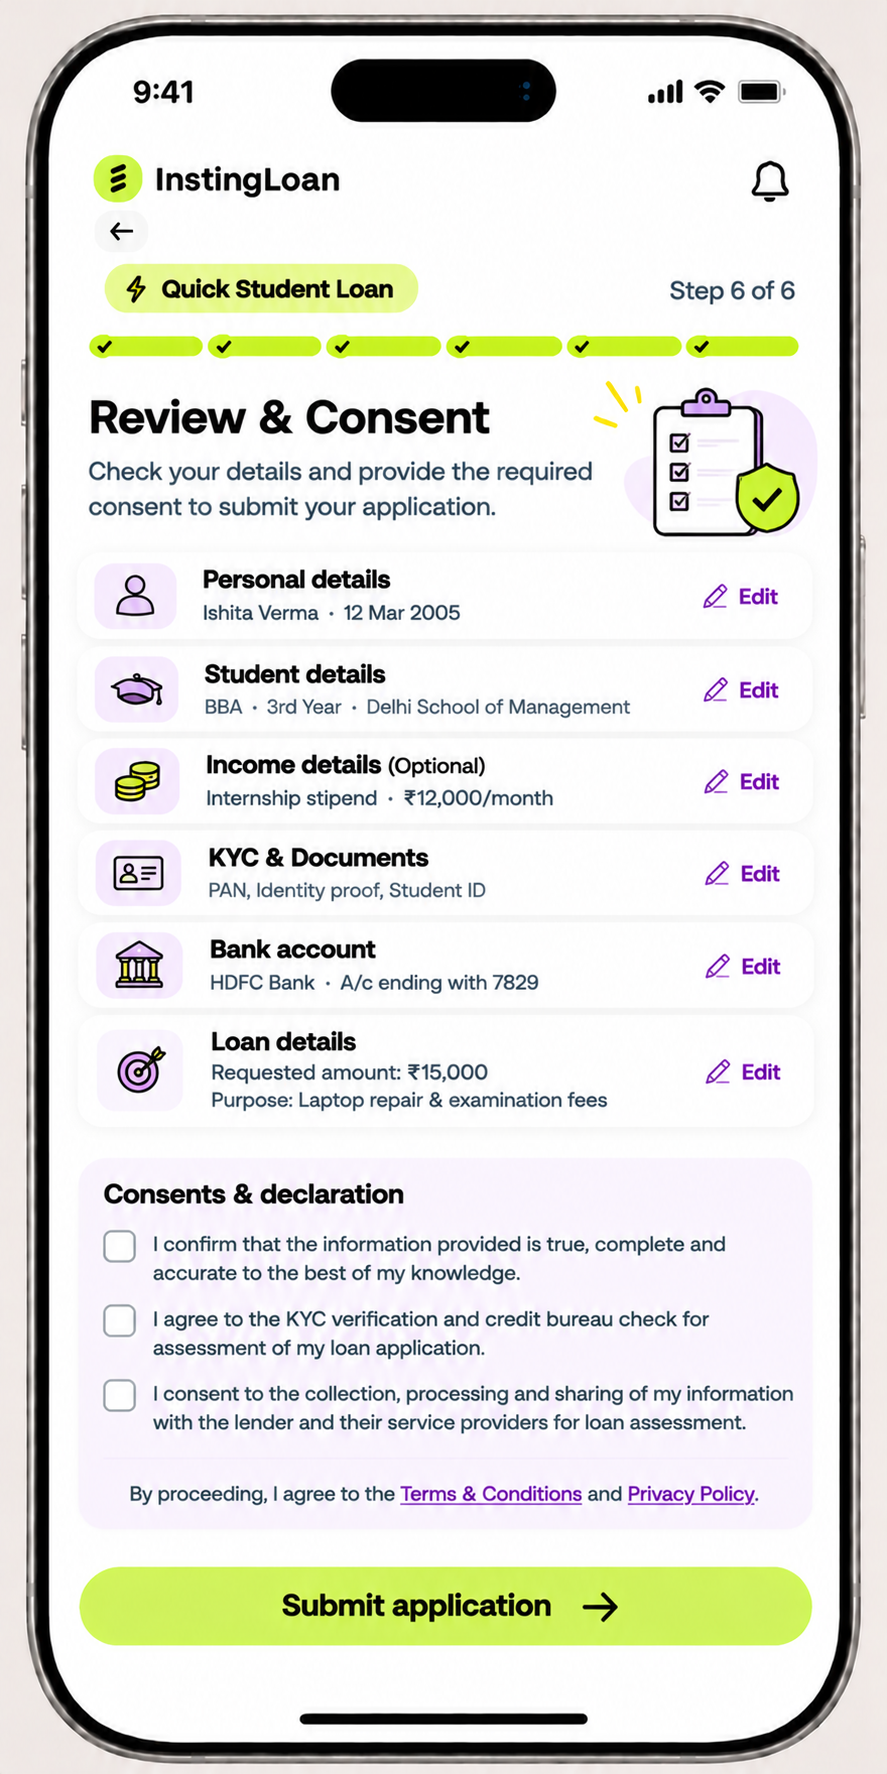 9:41
InstingLoan
Quick Student Loan
Step 6 of 6
Review & Consent
Check your details and provide the required
consent to submit your application.
Personal details
Ishita Verma · 12 Mar 2005
Edit
Student details
BBA · 3rd Year · Delhi School of Management
Edit
Income details (Optional)
Internship stipend · ₹12,000/month
Edit
KYC & Documents
PAN, Identity proof, Student ID
Edit
Bank account
HDFC Bank · A/c ending with 7829
Edit
Loan details
Requested amount: ₹15,000
Purpose: Laptop repair & examination fees
Edit
Consents & declaration
I confirm that the information provided is true, complete and
accurate to the best of my knowledge.
I agree to the KYC verification and credit bureau check for
assessment of my loan application.
I consent to the collection, processing and sharing of my information
with the lender and their service providers for loan assessment.
By proceeding, I agree to the Terms & Conditions and Privacy Policy.
Submit application